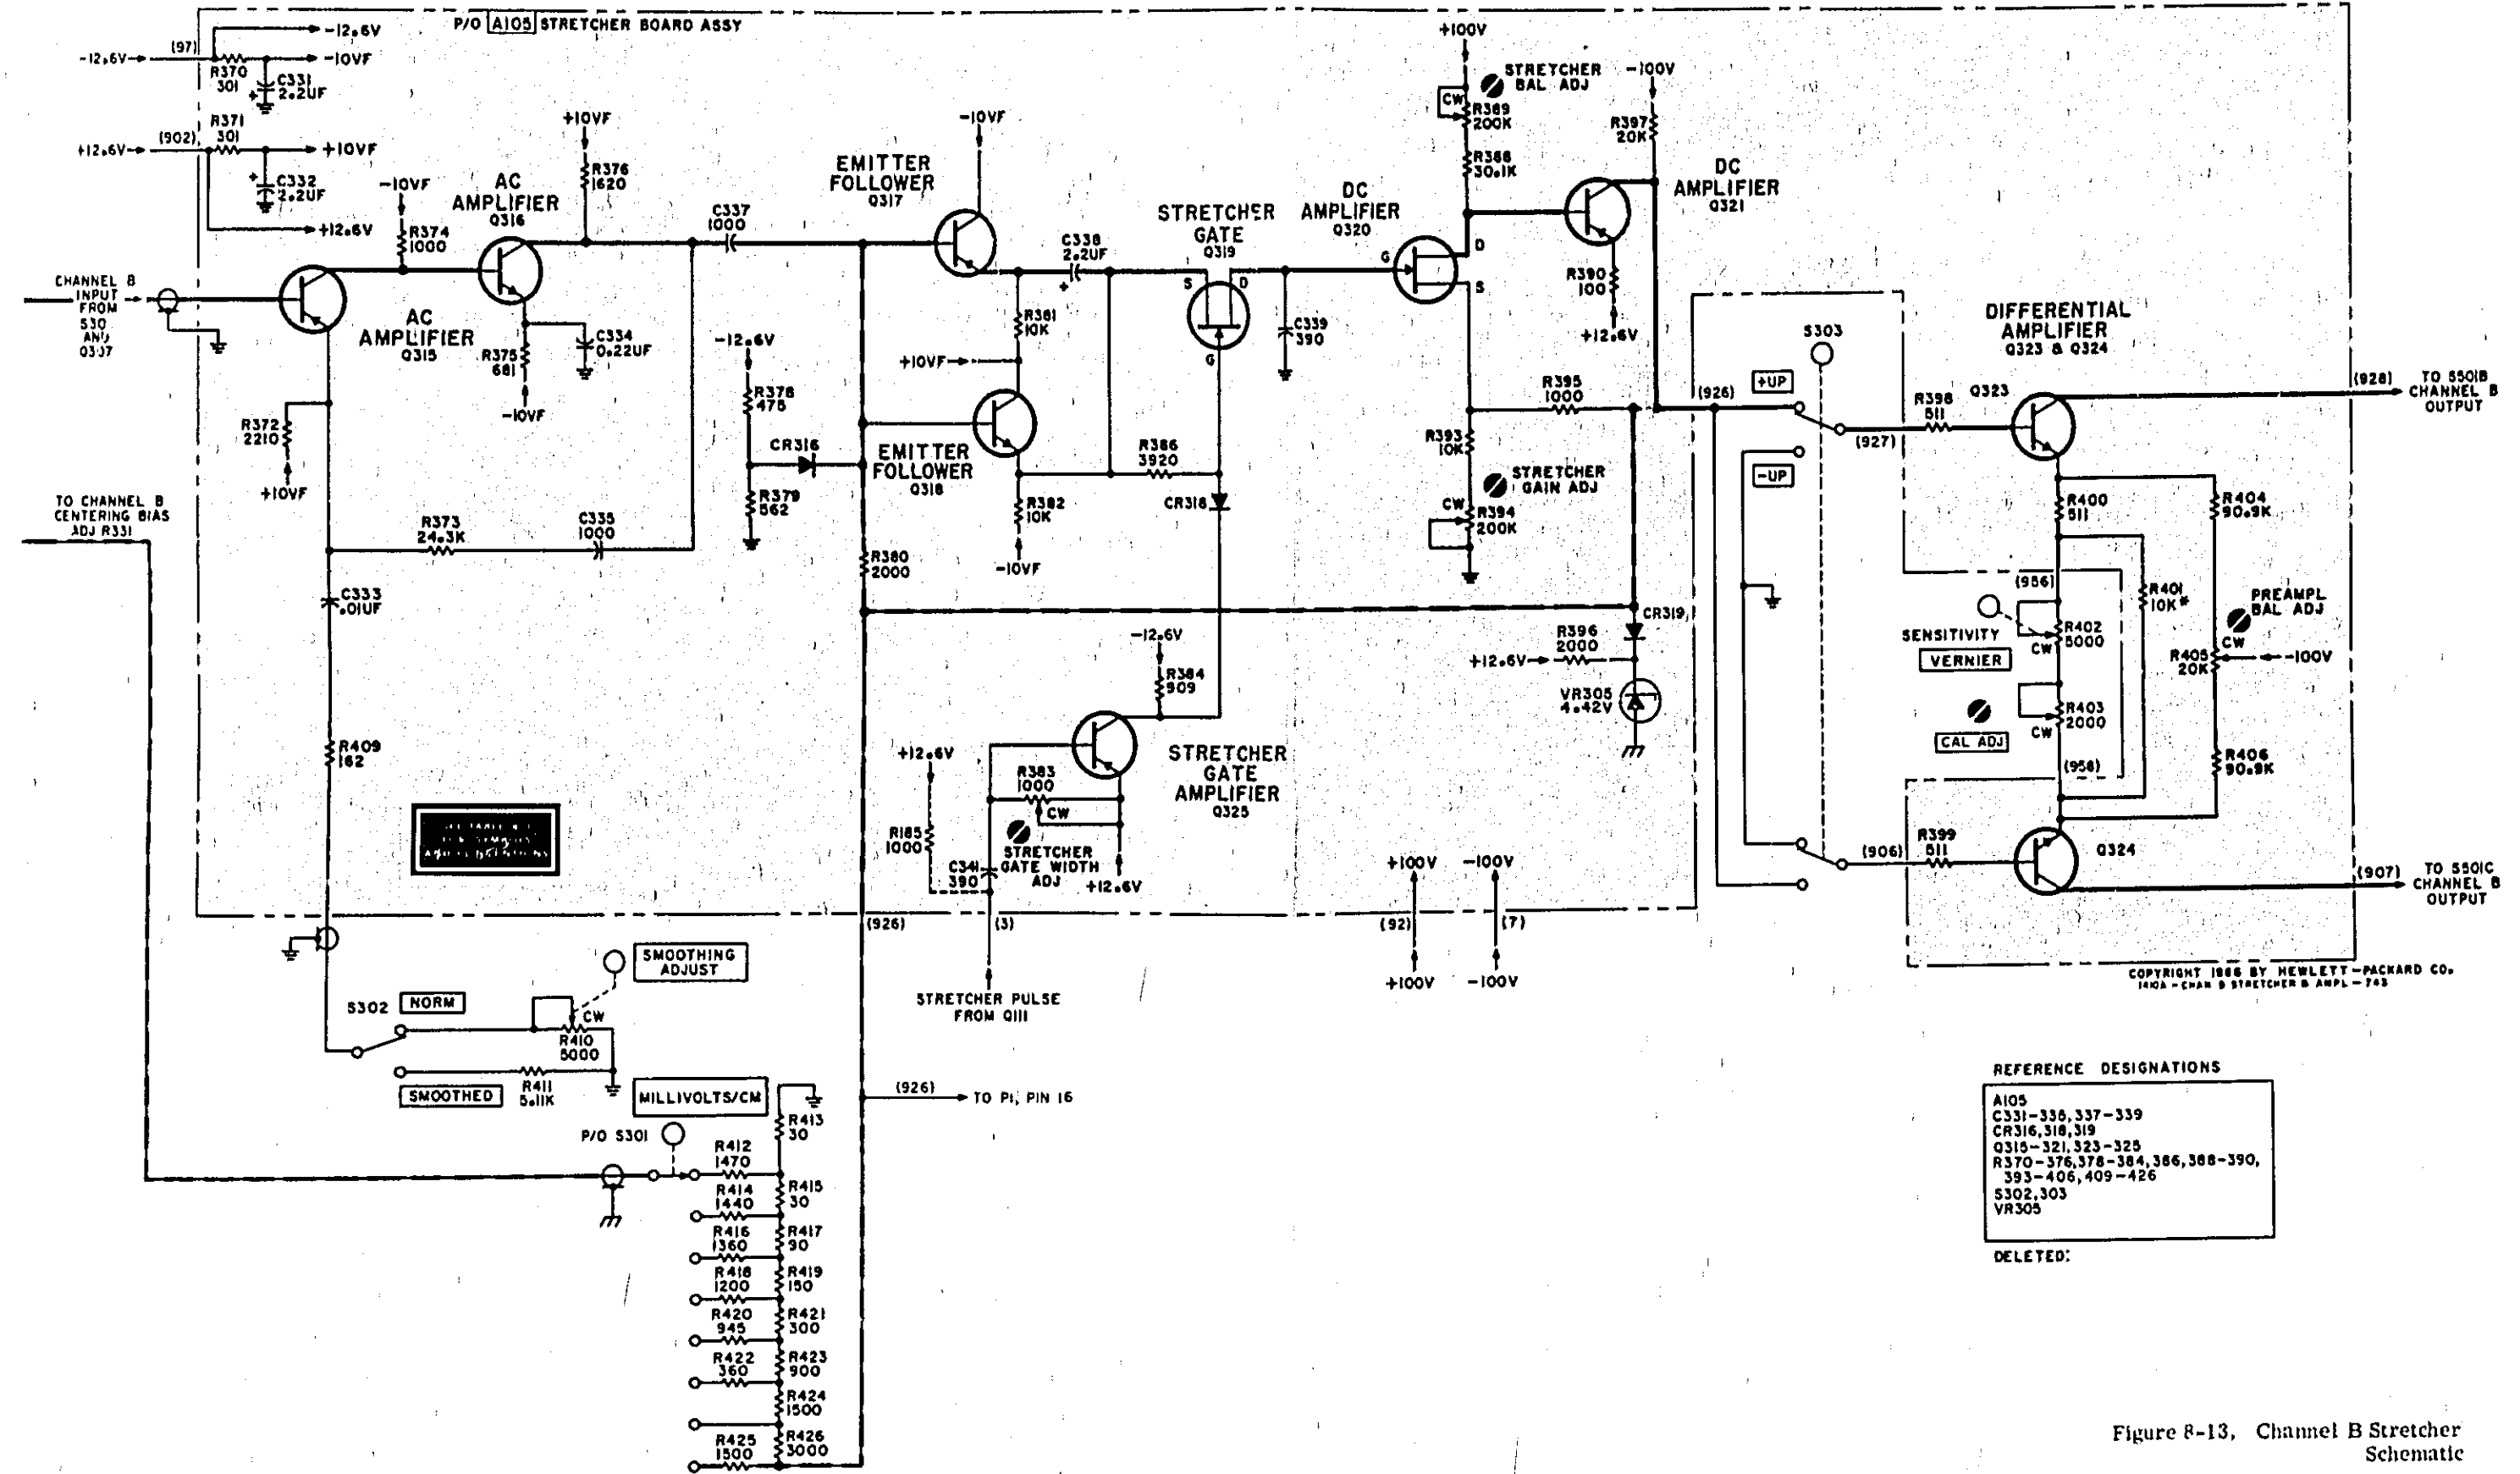 P/O A105 STRETCHER BOARD ASSY
-12.6V
(97)
-12.6V
-10VF
R370
301
C331
2.2UF
+
R371
301
(902)
+12.6V
+10VF
+
C332
2.2UF
+12.6V
-10VF
R374
1000
AC
AMPLIFIER
Q316
+10VF
R376
1620
C337
1000
EMITTER
FOLLOWER
Q317
-10VF
C338
2.2UF
+
STRETCHER
GATE
Q319
S
D
G
DC
AMPLIFIER
Q320
G
D
S
+100V
STRETCHER
BAL ADJ
CW
R389
200K
R388
30.1K
-100V
R397
20K
DC
AMPLIFIER
Q321
R390
100
+12.6V
CHANNEL B
INPUT
FROM
AND
Q307
AC
AMPLIFIER
Q315
R375
681
-10VF
C334
0.22UF
-12.6V
R378
475
CR316
R379
562
R381
10K
+10VF
EMITTER
FOLLOWER
Q318
R382
10K
-10VF
R386
3920
CR318
C339
390
R395
1000
R393
10K
STRETCHER
GAIN ADJ
CW
R394
200K
(926)
S303
+UP
-UP
(927)
R398
511
DIFFERENTIAL
AMPLIFIER
Q323 & Q324
Q323
(928)
TO S501B
CHANNEL B
OUTPUT
R372
2210
+10VF
TO CHANNEL B
CENTERING BIAS
ADJ R331
R373
24.3K
C335
1000
C333
.01UF
R380
2000
R400
511
R404
90.9K
(956)
R401
10K*
PREAMPL
BAL ADJ
CW
SENSITIVITY
VERNIER
R402
5000
CW
R405
20K
-100V
CAL ADJ
R403
2000
CW
(958)
R406
90.9K
CR319
R396
2000
+12.6V
VR305
4.42V
-12.6V
R384
909
R409
162
+12.6V
R185
1000
R383
1000
CW
STRETCHER
GATE WIDTH
ADJ
C341
390
+12.6V
STRETCHER
GATE
AMPLIFIER
Q325
+100V
-100V
(906)
R399
511
Q324
(907)
TO S501C
CHANNEL B
OUTPUT
(926)
(3)
(92)
(7)
+100V
-100V
STRETCHER PULSE
FROM Q111
COPYRIGHT 1966 BY HEWLETT-PACKARD CO.
SMOOTHING
ADJUST
S302
NORM
CW
R410
5000
SMOOTHED
R411
5.11K
MILLIVOLTS/CM
(926)
TO P1, PIN 16
P/O S301
R413
30
R412
1470
R415
30
R414
1440
R417
90
R416
1360
R419
150
R418
1200
R421
300
R420
945
R423
900
R422
360
R424
1500
R425
1500
R426
3000
REFERENCE DESIGNATIONS
A105
C331-335,337-339
CR316,318,319
Q315-321,323-325
R370-376,378-384,386,388-390,
393-406,409-426
S302,303
VR305
DELETED:
Figure 8-13, Channel B Stretcher
Schematic